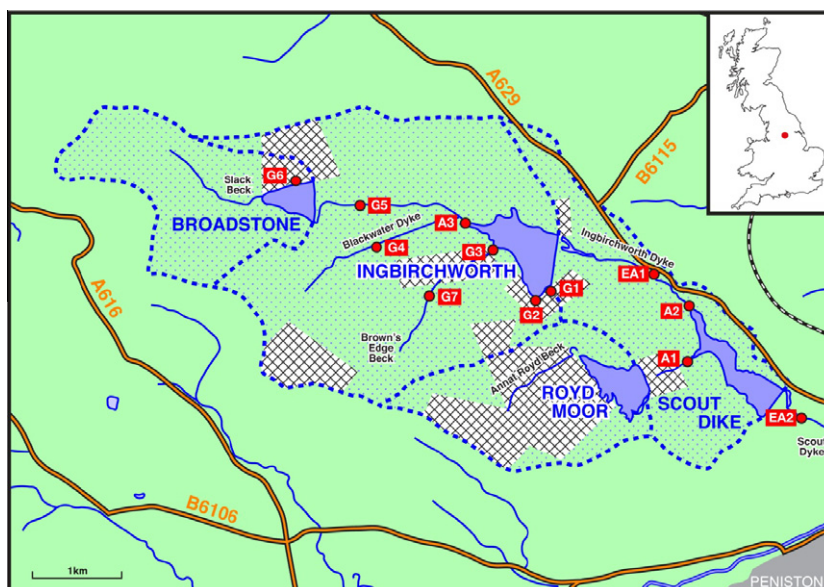 A629
B6115
G6
Slack
Beck
BROADSTONE
G5
Blackwater Dyke
A3
G4
G3
INGBIRCHWORTH
Ingbirchworth Dyke
EA1
G7
G1
G2
A2
A616
Brown's
Edge
Beck
Annat Royd Beck
A1
ROYD
MOOR
SCOUT
DIKE
EA2
Scout
Dyke
B6106
1km
PENISTON